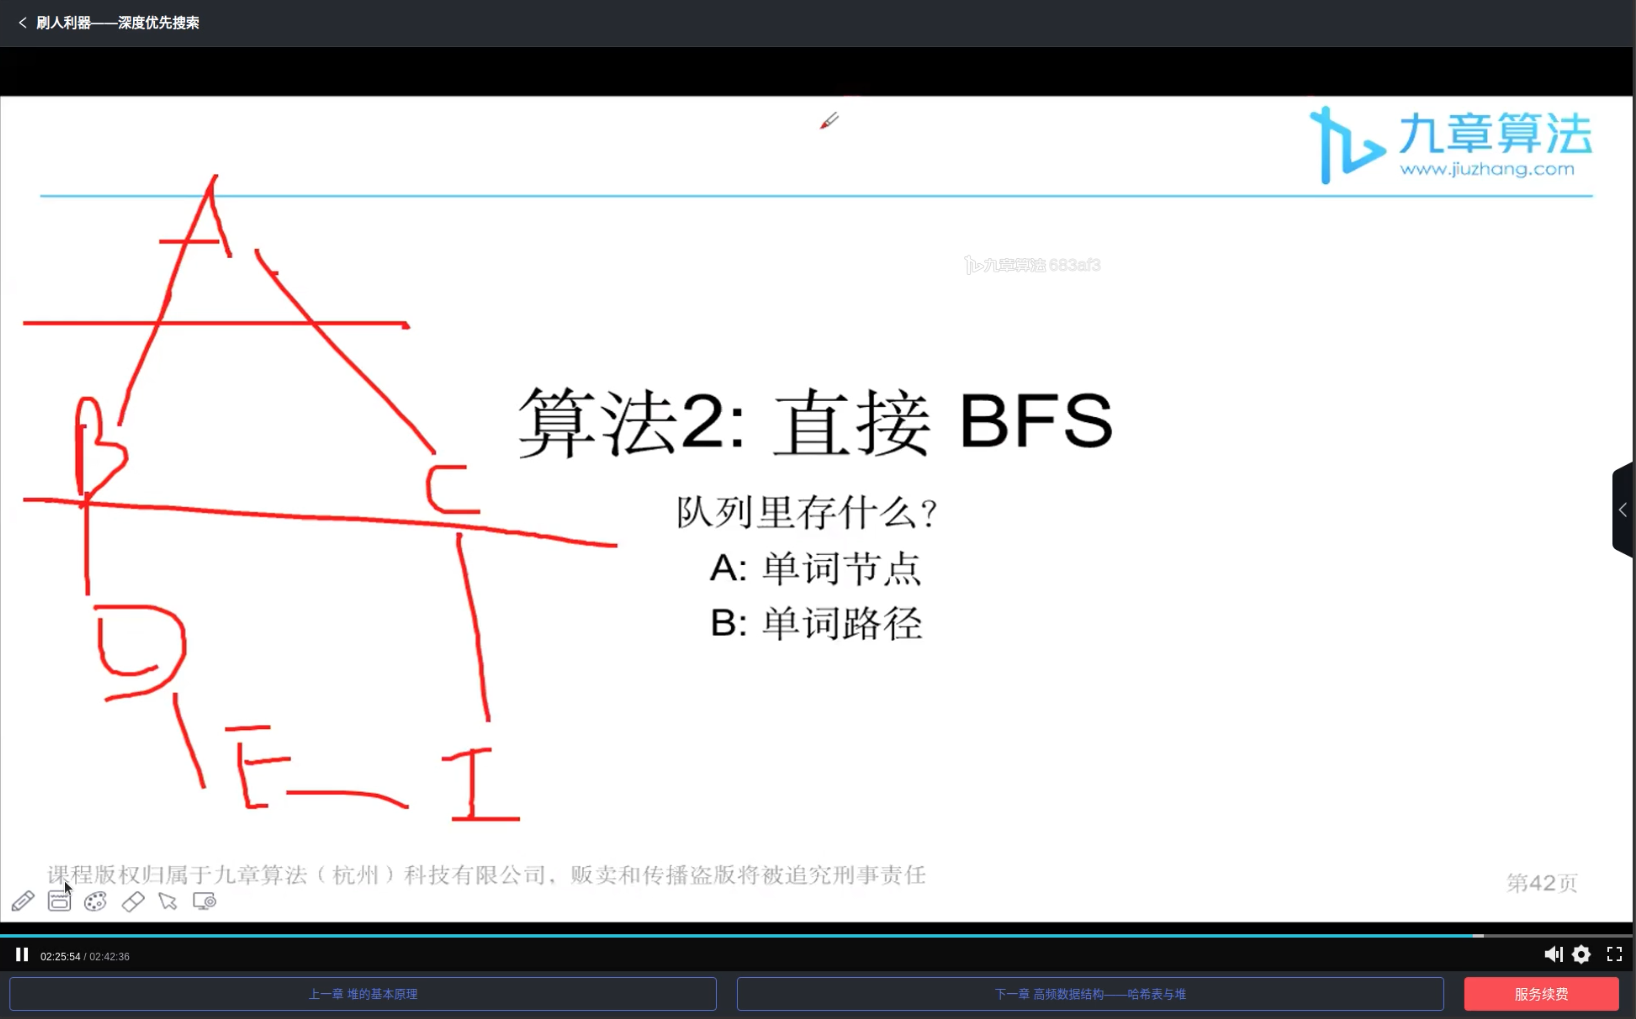 刷人利器——深度优先搜索
九章算法
www.jiuzhang.com
A
九章算法 683af3
算法2: 直接 BFS
B
C
队列里存什么?
A: 单词节点
B: 单词路径
D
E
I
课程版权归属于九章算法（杭州）科技有限公司，贩卖和传播盗版将被追究刑事责任
第42页
02:25:54 / 02:42:36
上一章 堆的基本原理
下一章 高频数据结构——哈希表与堆
服务续费